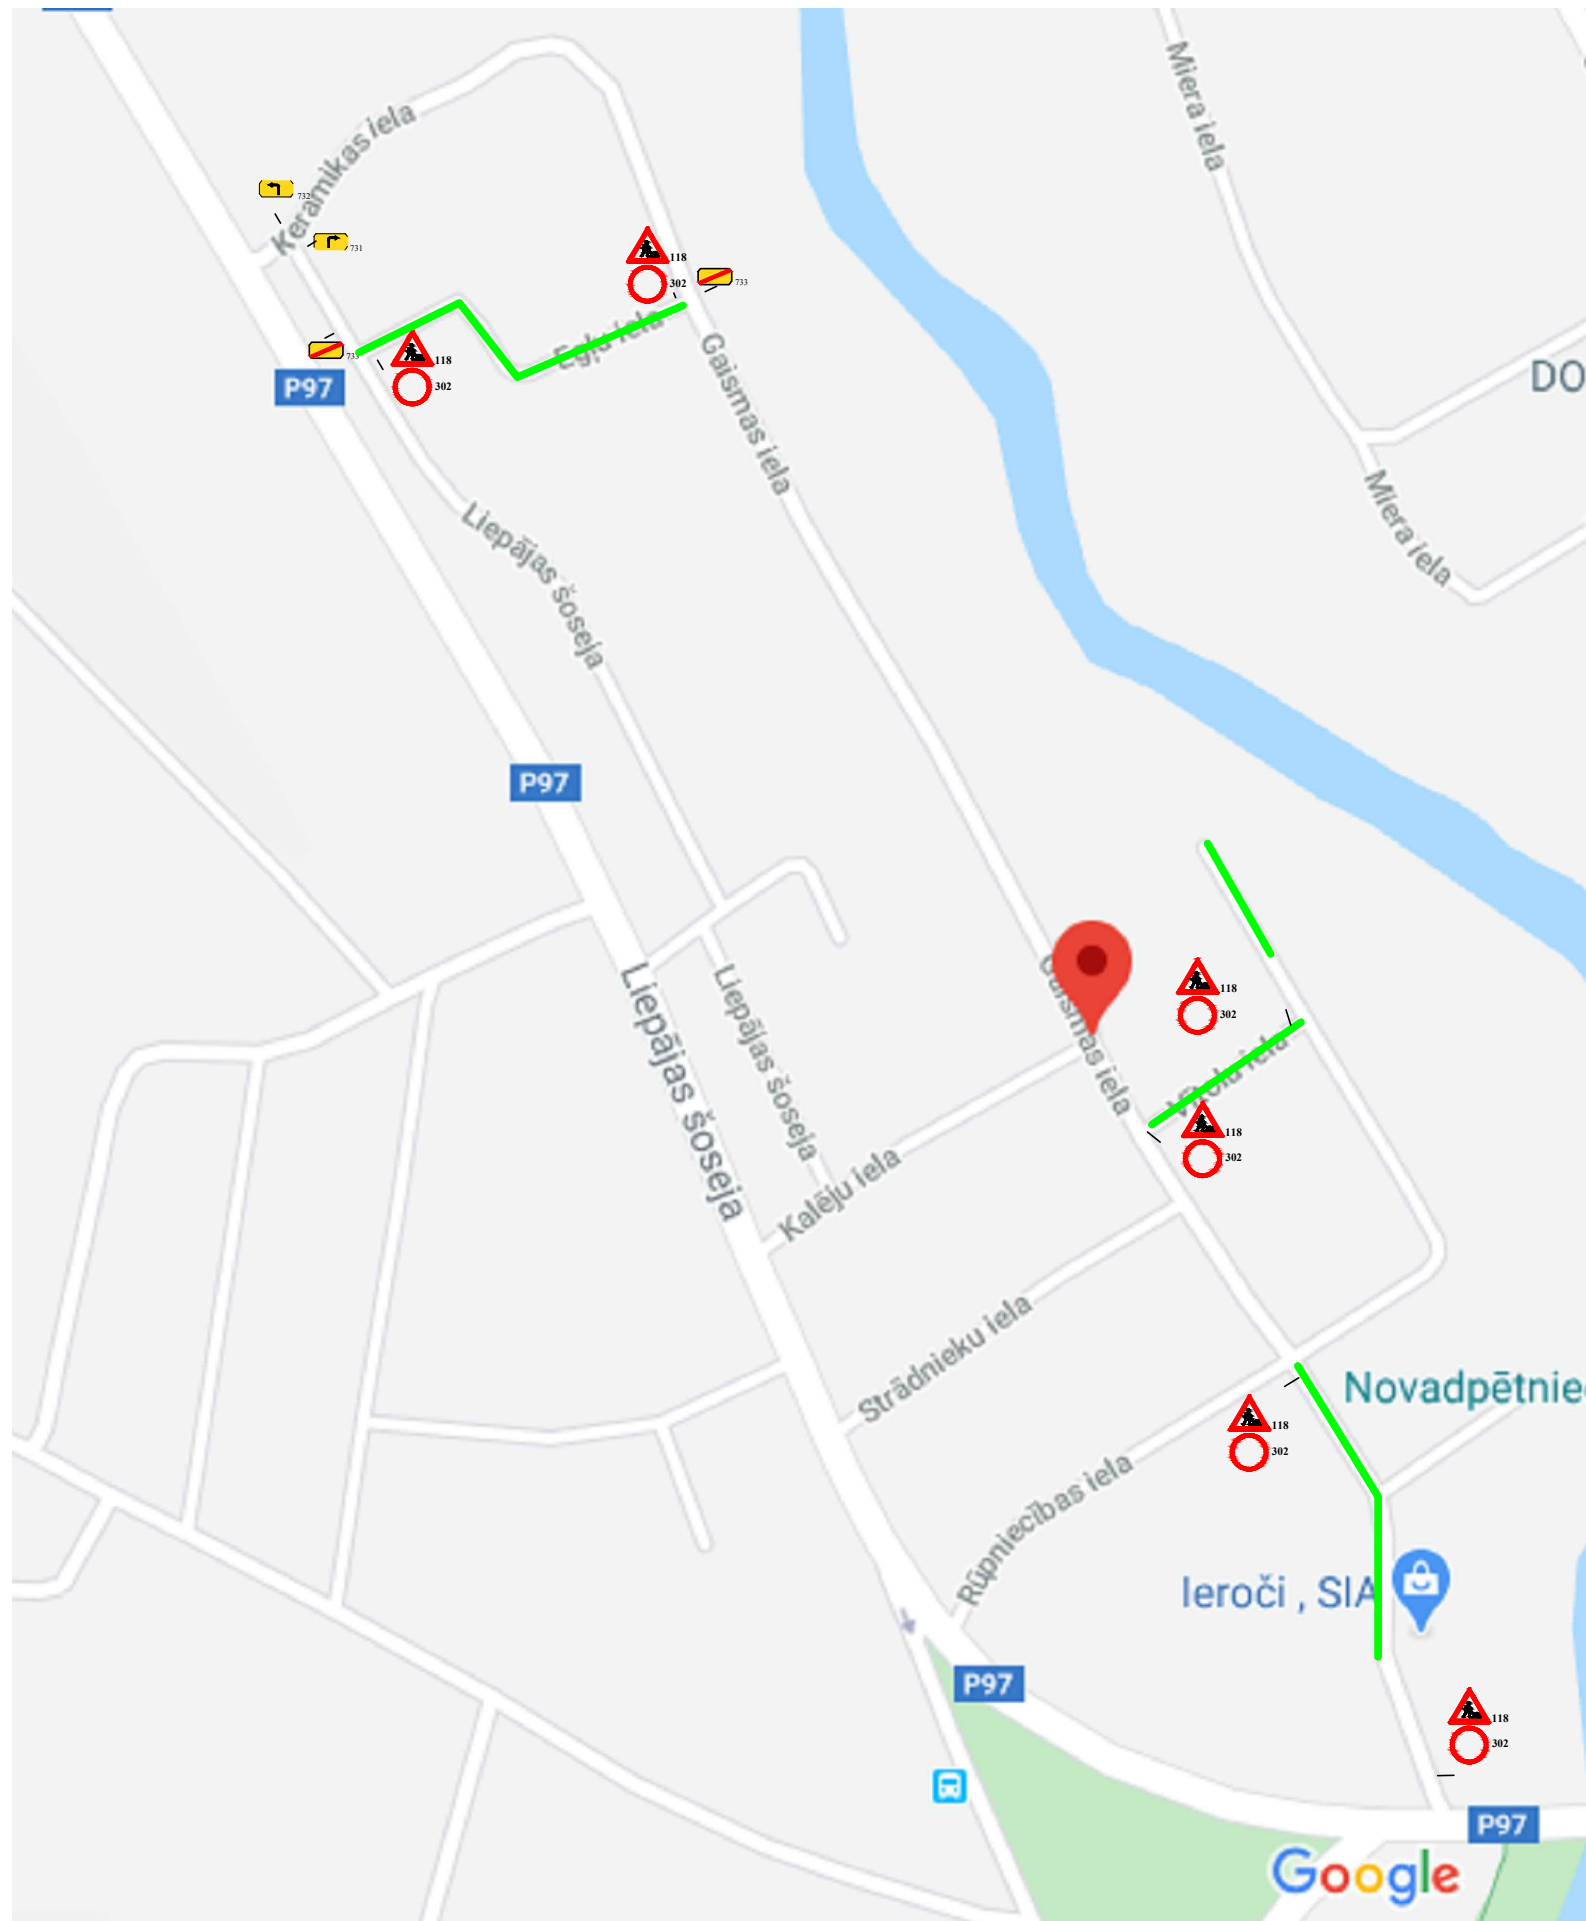 Miera iela
Keramikas iela
732
731
118
302
733
Egļu iela
733
118
302
P97
Gaismas iela
DO
Miera iela
Liepājas šoseja
P97
Gaismas iela
118
302
Liepājas šoseja
Liepājas šoseja
Vītolu iela
118
302
Kalēju iela
Strādnieku iela
Novadpētnie
118
302
Rūpniecības iela
Ieroči , SIA
P97
118
302
P97
Google